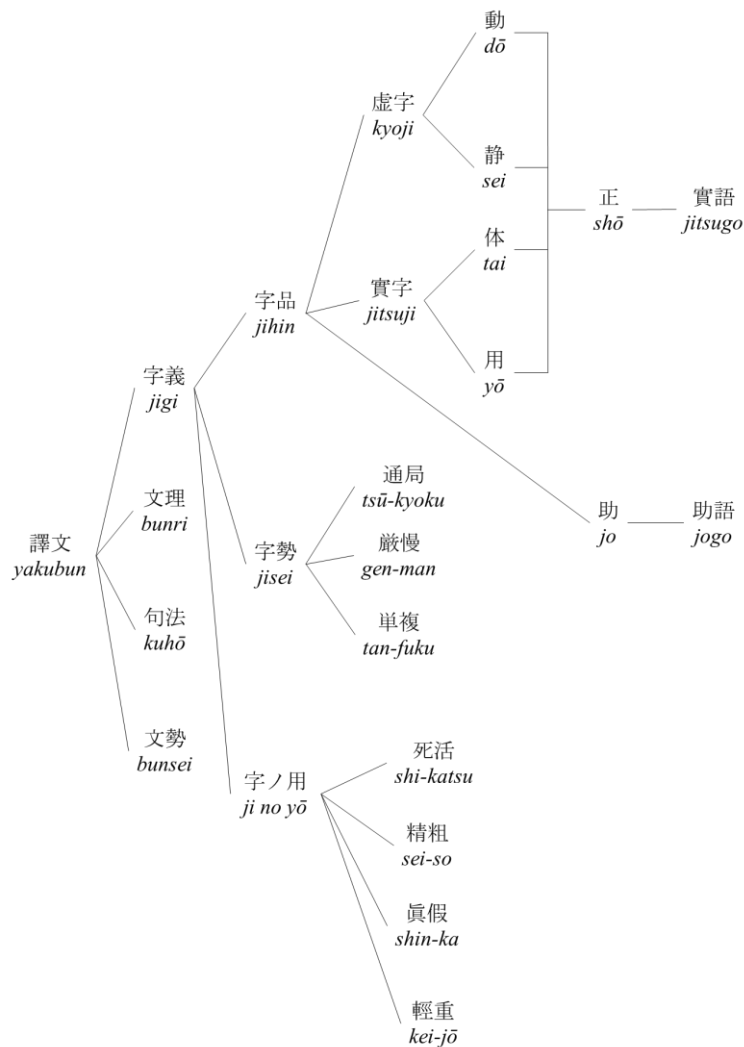 動
dō
虚字
kyoji
静
sei
正
shō
實語
jitsugo
体
tai
字品
jihin
實字
jitsuji
用
yō
字義
jigi
通局
tsū-kyoku
文理
bunri
助
jo
助語
jogo
譯文
yakubun
字勢
jisei
厳慢
gen-man
句法
kuhō
単複
tan-fuku
文勢
bunsei
死活
shi-katsu
字ノ用
ji no yō
精粗
sei-so
眞假
shin-ka
輕重
kei-jō